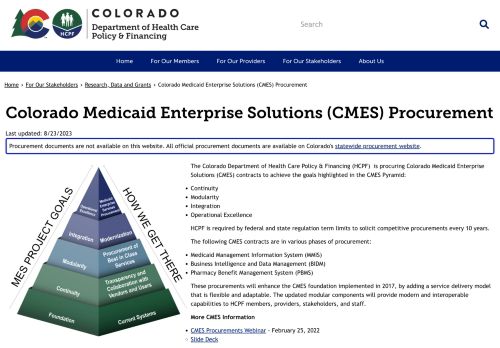 COLORADO
Department of Health Care
Policy & Financing
HCPF
Search
Home
For Our Members
For Our Providers
For Our Stakeholders
About Us
Home › For Our Stakeholders › Research, Data and Grants › Colorado Medicaid Enterprise Solutions (CMES) Procurement
Colorado Medicaid Enterprise Solutions (CMES) Procurement
Last updated: 8/23/2023
Procurement documents are not available on this website. All official procurement documents are available on Colorado's statewide procurement website.
MES PROJECT GOALS
HOW WE GET THERE
Operational
Excellence
Medicaid
Enterprise
Services
Procurement
Integration
Modernization
Modularity
Procurement of
Best in Class
Services
Continuity
Transparency and
Collaboration with
Vendors and Users
Foundation
Current Systems
The Colorado Department of Health Care Policy & Financing (HCPF) is procuring Colorado Medicaid Enterprise
Solutions (CMES) contracts to achieve the goals highlighted in the CMES Pyramid:
• Continuity
• Modularity
• Integration
• Operational Excellence
HCPF is required by federal and state regulation term limits to solicit competitive procurements every 10 years.
The following CMES contracts are in various phases of procurement:
• Medicaid Management Information System (MMIS)
• Business Intelligence and Data Management (BIDM)
• Pharmacy Benefit Management System (PBMS)
These procurements will enhance the CMES foundation implemented in 2017, by adding a service delivery model
that is flexible and adaptable. The updated modular components will provide modern and interoperable
capabilities to HCPF members, providers, stakeholders, and staff.
More CMES Information
• CMES Procurements Webinar - February 25, 2022
○ Slide Deck